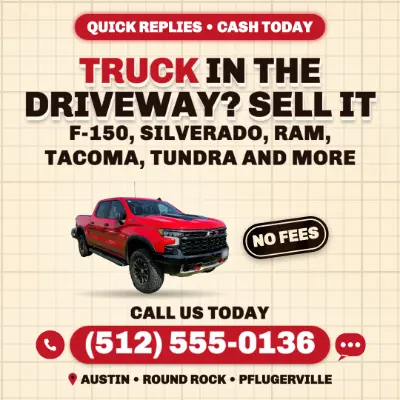 QUICK REPLIES • CASH TODAY
TRUCK IN THE
DRIVEWAY? SELL IT
F-150, SILVERADO, RAM,
TACOMA, TUNDRA AND MORE
NO FEES
CALL US TODAY
(512) 555-0136
AUSTIN • ROUND ROCK • PFLUGERVILLE